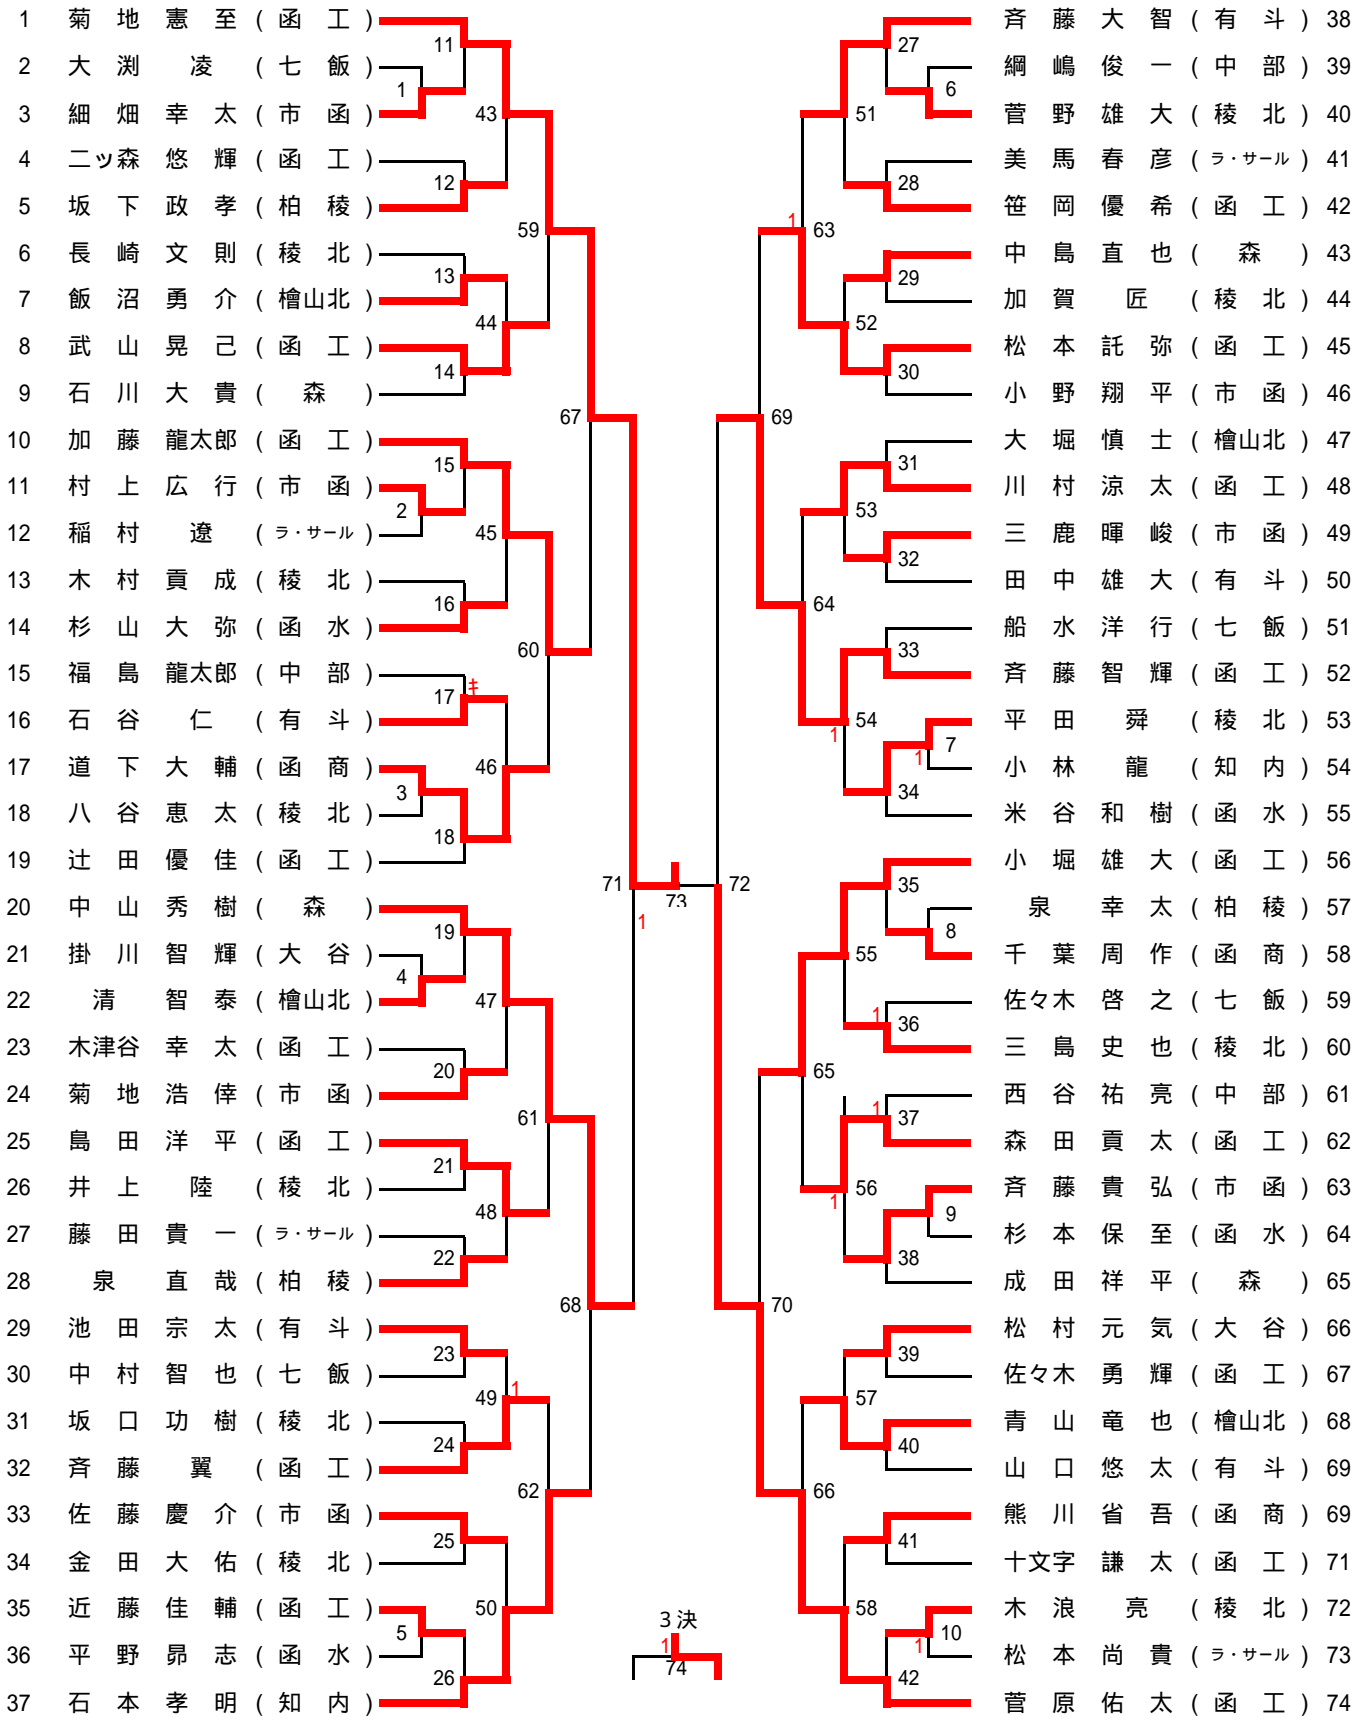 1 菊地憲至(函工)
2 大渕凌(七飯)
3 細畑幸太(市函)
4 二ッ森悠輝(函工)
5 坂下政孝(柏稜)
6 長崎文則(稜北)
7 飯沼勇介(檜山北)
8 武山晃己(函工)
9 石川大貴(森)
10 加藤龍太郎(函工)
11 村上広行(市函)
12 稲村遼(ラ・サール)
13 木村貢成(稜北)
14 杉山大弥(函水)
15 福島龍太郎(中部)
16 石谷仁(有斗)
17 道下大輔(函商)
18 八谷恵太(稜北)
19 辻田優佳(函工)
20 中山秀樹(森)
21 掛川智輝(大谷)
22 清智泰(檜山北)
23 木津谷幸太(函工)
24 菊地浩倖(市函)
25 島田洋平(函工)
26 井上陸(稜北)
27 藤田貴一(ラ・サール)
28 泉直哉(柏稜)
29 池田宗太(有斗)
30 中村智也(七飯)
31 坂口功樹(稜北)
32 斉藤翼(函工)
33 佐藤慶介(市函)
34 金田大佑(稜北)
35 近藤佳輔(函工)
36 平野昴志(函水)
37 石本孝明(知内)
11
1
43
12
59
13
44
14
67
15
2
45
16
60
17 キ
46
3
18
71
1
19
4
47
20
61
21
48
22
68
23
49 1
24
62
25
50
5
26
73
3決
1
74
27
6
51
28
1 63
29
52
30
69
31
53
32
64
33
54
1
7
1
34
72
35
8
55
1 36
65
1 37
56
1
9
38
70
39
57
40
66
41
58
10
1
42
斉藤大智(有斗) 38
綱嶋俊一(中部) 39
菅野雄大(稜北) 40
美馬春彦(ラ・サール) 41
笹岡優希(函工) 42
中島直也(森) 43
加賀匠(稜北) 44
松本託弥(函工) 45
小野翔平(市函) 46
大堀慎士(檜山北) 47
川村涼太(函工) 48
三鹿暉峻(市函) 49
田中雄大(有斗) 50
船水洋行(七飯) 51
斉藤智輝(函工) 52
平田舜(稜北) 53
小林龍(知内) 54
米谷和樹(函水) 55
小堀雄大(函工) 56
泉幸太(柏稜) 57
千葉周作(函商) 58
佐々木啓之(七飯) 59
三島史也(稜北) 60
西谷祐亮(中部) 61
森田貢太(函工) 62
斉藤貴弘(市函) 63
杉本保至(函水) 64
成田祥平(森) 65
松村元気(大谷) 66
佐々木勇輝(函工) 67
青山竜也(檜山北) 68
山口悠太(有斗) 69
熊川省吾(函商) 69
十文字謙太(函工) 71
木浪亮(稜北) 72
松本尚貴(ラ・サール) 73
菅原佑太(函工) 74